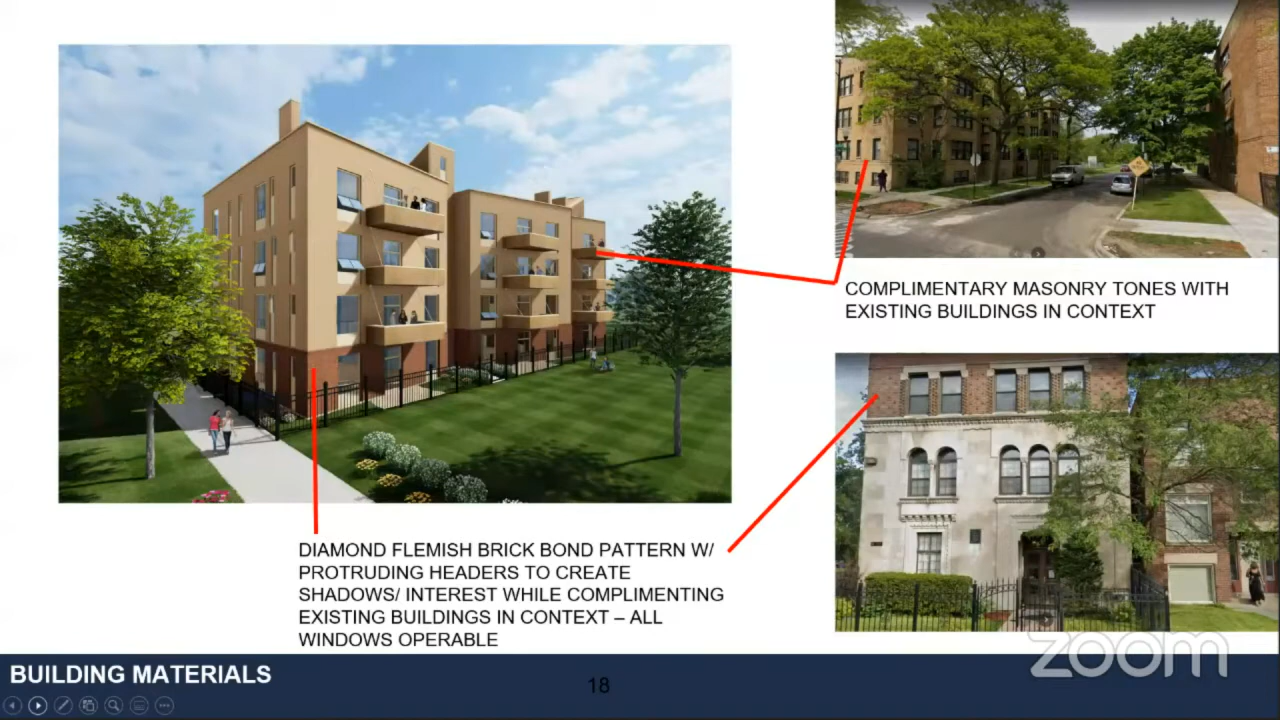 COMPLIMENTARY MASONRY TONES WITH
EXISTING BUILDINGS IN CONTEXT
DIAMOND FLEMISH BRICK BOND PATTERN W/
PROTRUDING HEADERS TO CREATE
SHADOWS/ INTEREST WHILE COMPLIMENTING
EXISTING BUILDINGS IN CONTEXT – ALL
WINDOWS OPERABLE
BUILDING MATERIALS
18
zoom